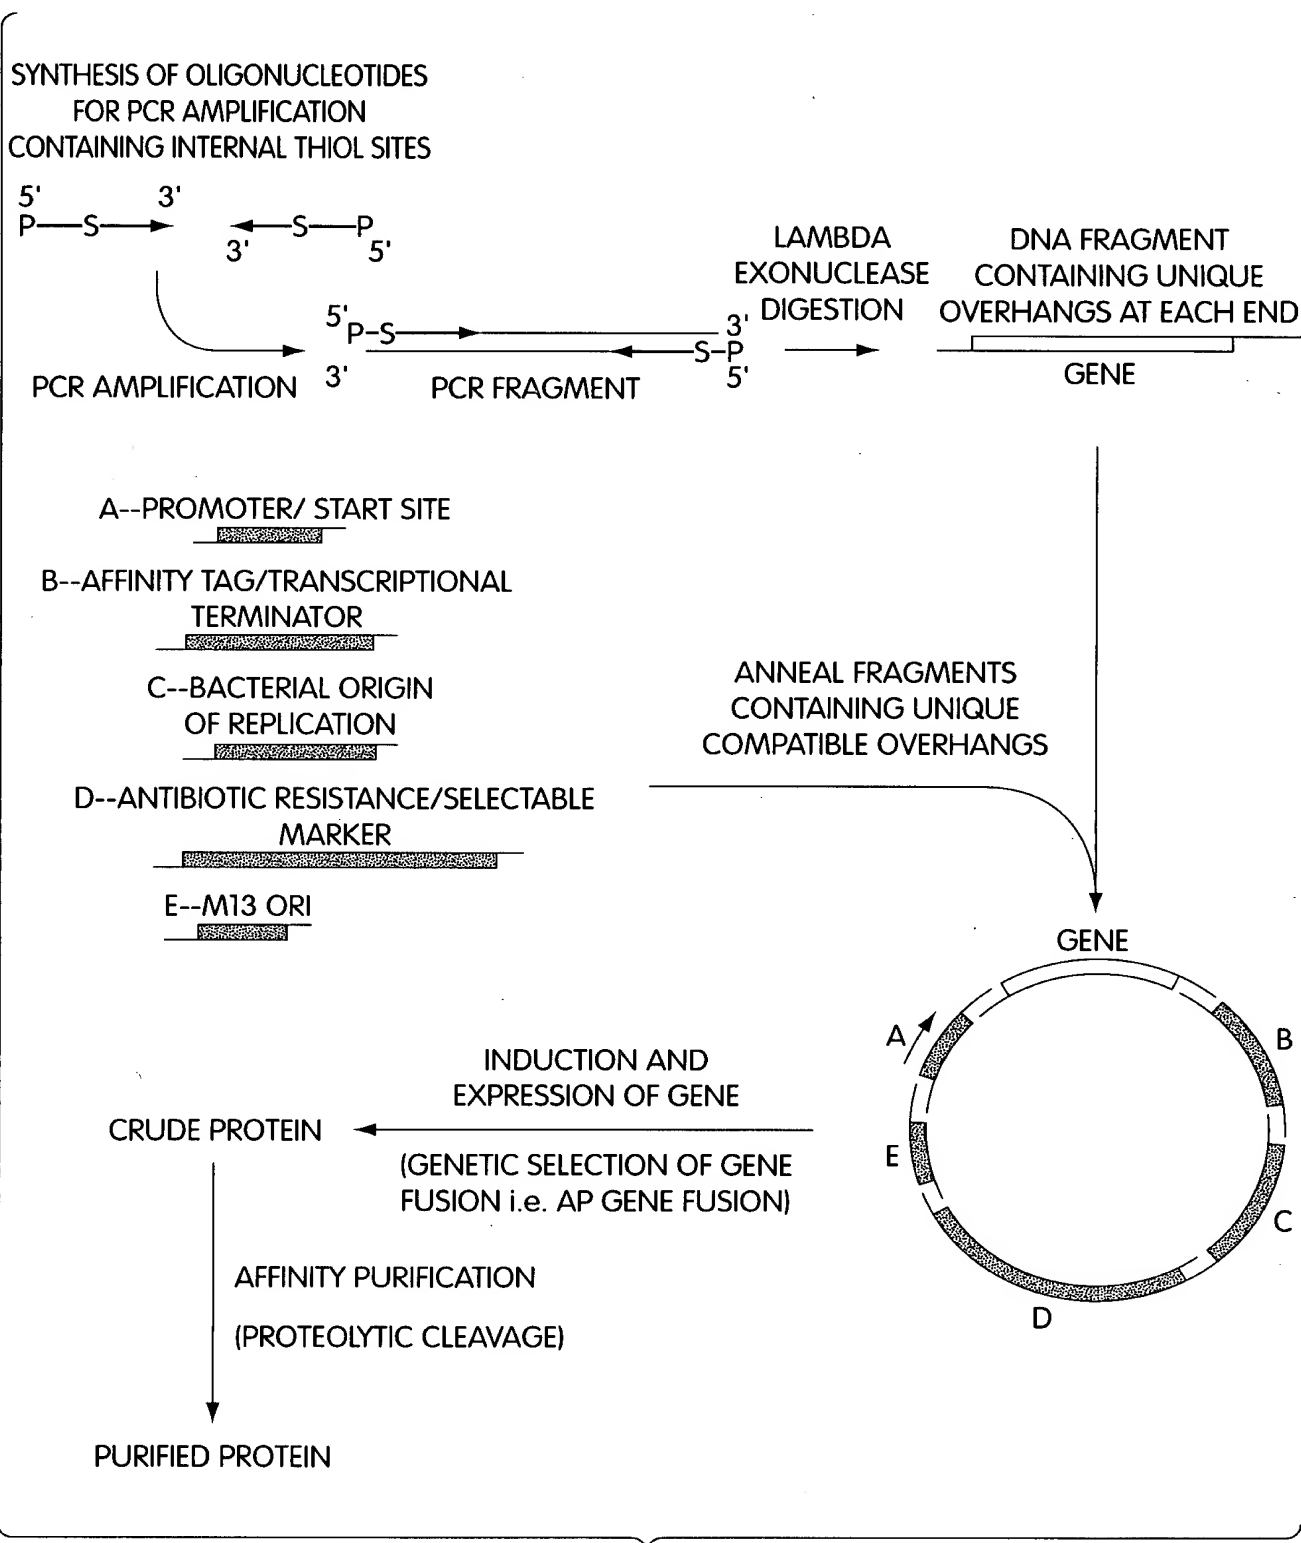 SYNTHESIS OF OLIGONUCLEOTIDES
FOR PCR AMPLIFICATION
CONTAINING INTERNAL THIOL SITES
5' 3'
P S S P
3' 5'
PCR AMPLIFICATION
5'
P-S 3'
S-P
3' 5'
PCR FRAGMENT
LAMBDA
EXONUCLEASE
DIGESTION
DNA FRAGMENT
CONTAINING UNIQUE
OVERHANGS AT EACH END
GENE
A--PROMOTER/ START SITE
B--AFFINITY TAG/TRANSCRIPTIONAL
TERMINATOR
C--BACTERIAL ORIGIN
OF REPLICATION
D--ANTIBIOTIC RESISTANCE/SELECTABLE
MARKER
E--M13 ORI
ANNEAL FRAGMENTS
CONTAINING UNIQUE
COMPATIBLE OVERHANGS
GENE
A
B
E
C
D
INDUCTION AND
EXPRESSION OF GENE
(GENETIC SELECTION OF GENE
FUSION i.e. AP GENE FUSION)
CRUDE PROTEIN
AFFINITY PURIFICATION
(PROTEOLYTIC CLEAVAGE)
PURIFIED PROTEIN